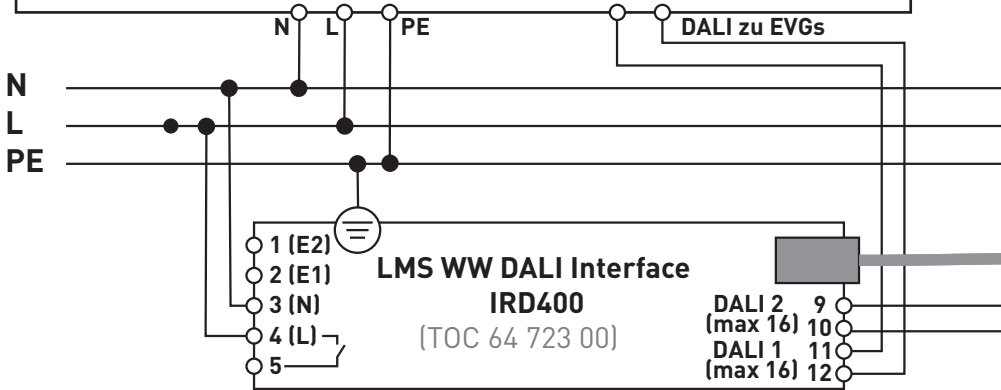 N L PE DALI zu EVGs
N
L
PE
1 (E2)
2 (E1)
3 (N)
4 (L)
5
LMS WW DALI Interface
IRD400
(TOC 64 723 00)
DALI 2 9
(max 16) 10
DALI 1 11
(max 16) 12